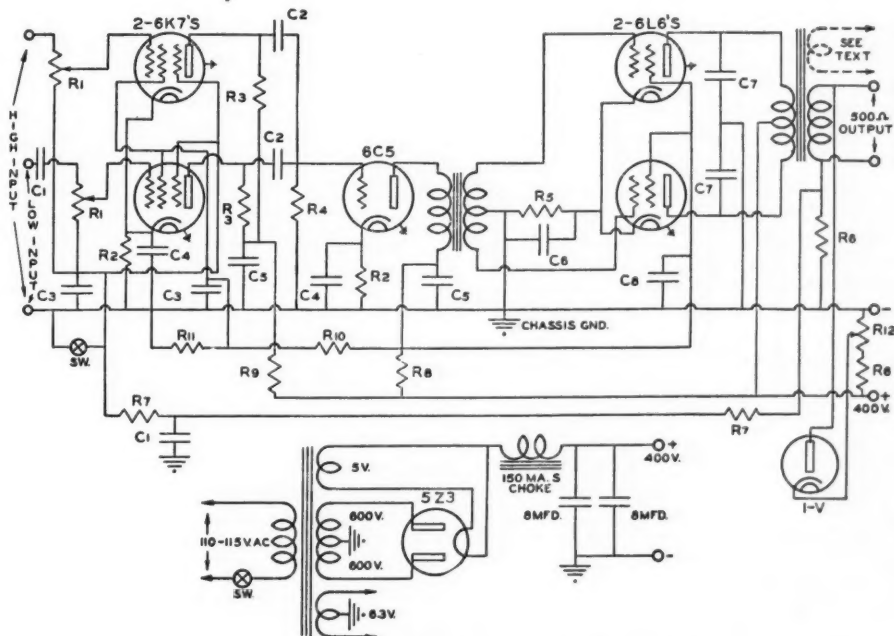 2-6K7'S
2-6L6'S
C2
C7
SEE
TEXT
R1
R3
HIGH INPUT
500Ω
OUTPUT
C2
6C5
C1
LOW INPUT
R1
R3
R4
C7
R5
R6
R2
C4
C5
C6
C3
C3
C4
R2
C5
C8
CHASSIS GND.
−
R12
SW.
R11
R10
R9
R8
R6
+
400V.
R7
C1
R7
5V.
+
400V.
150 MA. S
CHOKE
5Z3
1-V
110-115V.AC
600V.
600V.
8MFD.
8MFD.
−
SW.
6.3V.